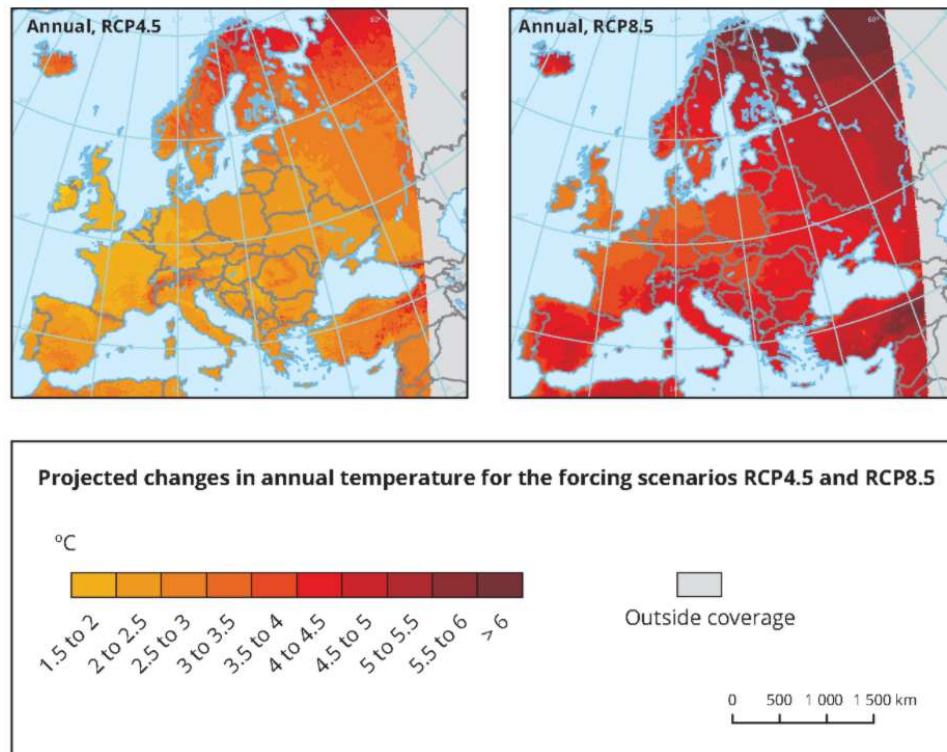 Annual, RCP4.5
60°
Annual, RCP8.5
60°
Projected changes in annual temperature for the forcing scenarios RCP4.5 and RCP8.5
°C
1.5 to 2
2 to 2.5
2.5 to 3
3 to 3.5
3.5 to 4
4 to 4.5
4.5 to 5
5 to 5.5
5.5 to 6
> 6
Outside coverage
0 500 1 000 1 500 km